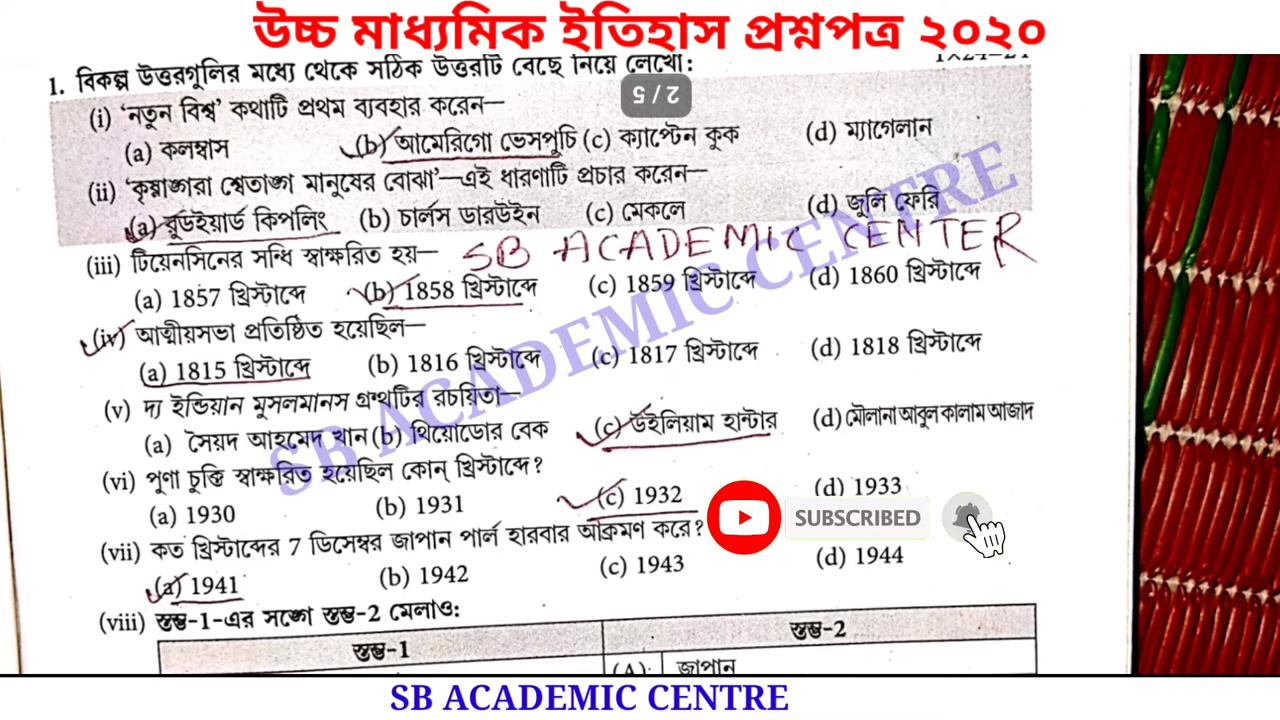 উচ্চ মাধ্যমিক ইতিহাস প্রশ্নপত্র ২০২০
1. বিকল্প উত্তরগুলির মধ্যে থেকে সঠিক উত্তরটি বেছে নিয়ে লেখো:
2/5
(i) ‘নতুন বিশ্ব’ কথাটি প্রথম ব্যবহার করেন—
(a) কলম্বাস (b) আমেরিগো ভেসপুচি (c) ক্যাপ্টেন কুক (d) ম্যাগেলান
(ii) ‘কৃষ্ণাঙ্গরা শ্বেতাঙ্গ মানুষের বোঝা’—এই ধারণাটি প্রচার করেন—
(a) রুডইয়ার্ড কিপলিং (b) চার্লস ডারউইন (c) মেকলে (d) জুলি ফেরি
(iii) টিয়েনসিনের সন্ধি স্বাক্ষরিত হয়— SB ACADEMIC CENTER
(a) 1857 খ্রিস্টাব্দে (b) 1858 খ্রিস্টাব্দে (c) 1859 খ্রিস্টাব্দে (d) 1860 খ্রিস্টাব্দে
(iv) আত্মীয়সভা প্রতিষ্ঠিত হয়েছিল—
(a) 1815 খ্রিস্টাব্দে (b) 1816 খ্রিস্টাব্দে (c) 1817 খ্রিস্টাব্দে (d) 1818 খ্রিস্টাব্দে
(v) দ্য ইন্ডিয়ান মুসলমানস গ্রন্থটির রচয়িতা—
(a) সৈয়দ আহমেদ খান (b) থিয়োডোর বেক (c) উইলিয়াম হান্টার (d) মৌলানা আবুল কালাম আজাদ
(vi) পুণা চুক্তি স্বাক্ষরিত হয়েছিল কোন্ খ্রিস্টাব্দে?
(a) 1930 (b) 1931 (c) 1932 (d) 1933
(vii) কত খ্রিস্টাব্দের 7 ডিসেম্বর জাপান পার্ল হারবার আক্রমণ করে?
(a) 1941 (b) 1942 (c) 1943 (d) 1944
(viii) স্তম্ভ-1-এর সঙ্গে স্তম্ভ-2 মেলাও:
স্তম্ভ-1 স্তম্ভ-2
(A) জাপান
SB ACADEMIC CENTRE
SUBSCRIBED
SB ACADEMIC CENTRE